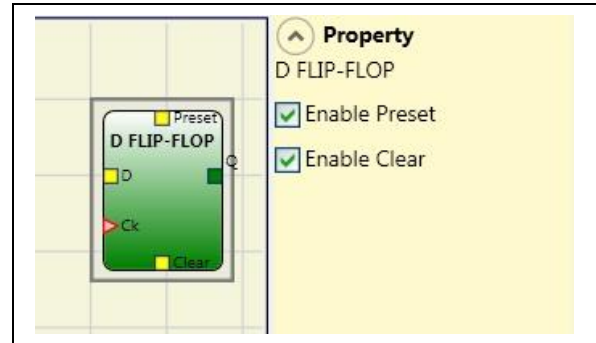 Property
D FLIP-FLOP
Enable Preset
Enable Clear
Preset
D FLIP-FLOP
Q
D
Ck
Clear